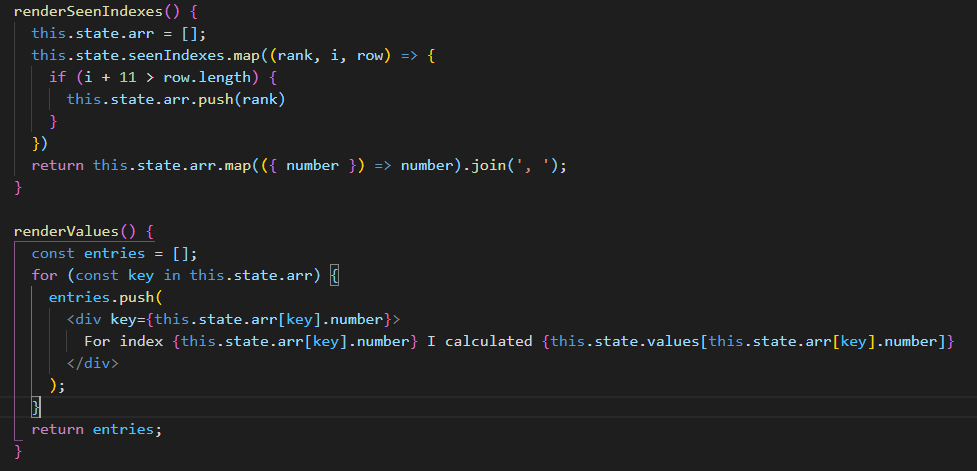 renderSeenIndexes() {
  this.state.arr = [];
  this.state.seenIndexes.map((rank, i, row) => {
    if (i + 11 > row.length) {
      this.state.arr.push(rank)
    }
  })
  return this.state.arr.map(({ number }) => number).join(', ');
}

renderValues() {
  const entries = [];
  for (const key in this.state.arr) {
    entries.push(
      <div key={this.state.arr[key].number}>
        For index {this.state.arr[key].number} I calculated {this.state.values[this.state.arr[key].number]}
      </div>
    );
  }
  return entries;
}